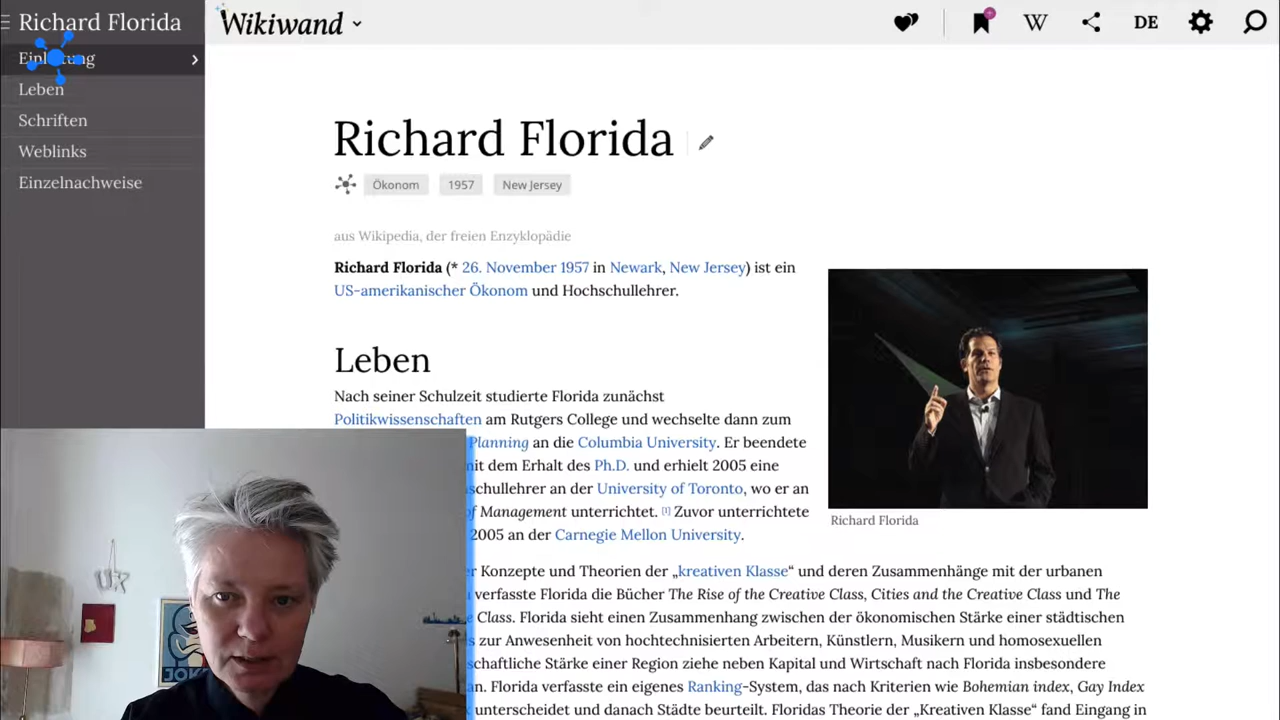 Richard Florida
Wikiwand
W
DE
Einleitung
Leben
Schriften
Weblinks
Einzelnachweise
Richard Florida
Ökonom
1957
New Jersey
aus Wikipedia, der freien Enzyklopädie
Richard Florida (* 26. November 1957 in Newark, New Jersey) ist ein
US-amerikanischer Ökonom und Hochschullehrer.
Leben
Nach seiner Schulzeit studierte Florida zunächst
Politikwissenschaften am Rutgers College und wechselte dann zum
Planning an die Columbia University. Er beendete
mit dem Erhalt des Ph.D. und erhielt 2005 eine
schullehrer an der University of Toronto, wo er an
of Management unterrichtet. [1] Zuvor unterrichtete
2005 an der Carnegie Mellon University.
Richard Florida
Konzepte und Theorien der „kreativen Klasse“ und deren Zusammenhänge mit der urbanen
verfasste Florida die Bücher The Rise of the Creative Class, Cities and the Creative Class und The
Class. Florida sieht einen Zusammenhang zwischen der ökonomischen Stärke einer städtischen
zur Anwesenheit von hochtechnisierten Arbeitern, Künstlern, Musikern und homosexuellen
schaftliche Stärke einer Region ziehe neben Kapital und Wirtschaft nach Florida insbesondere
an. Florida verfasste ein eigenes Ranking-System, das nach Kriterien wie Bohemian index, Gay Index
unterscheidet und danach Städte beurteilt. Floridas Theorie der „Kreativen Klasse“ fand Eingang in
JOKE